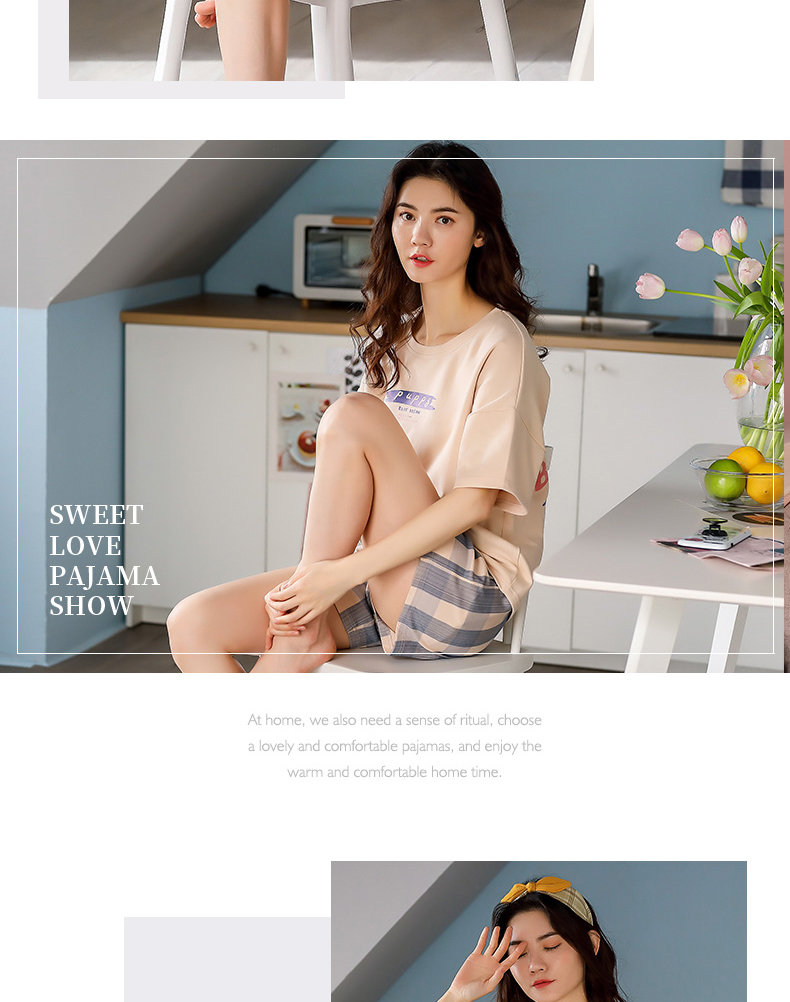 puppy
SWEET
LOVE
PAJAMA
SHOW
At home, we also need a sense of ritual, choose
a lovely and comfortable pajamas, and enjoy the
warm and comfortable home time.